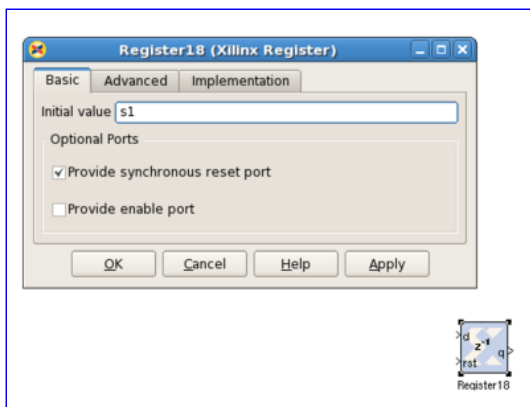 Register18 (Xilinx Register)
Basic Advanced Implementation
Initial value s1
Optional Ports
Provide synchronous reset port
Provide enable port
OK Cancel Help Apply
d
z-1
q
rst
Register18